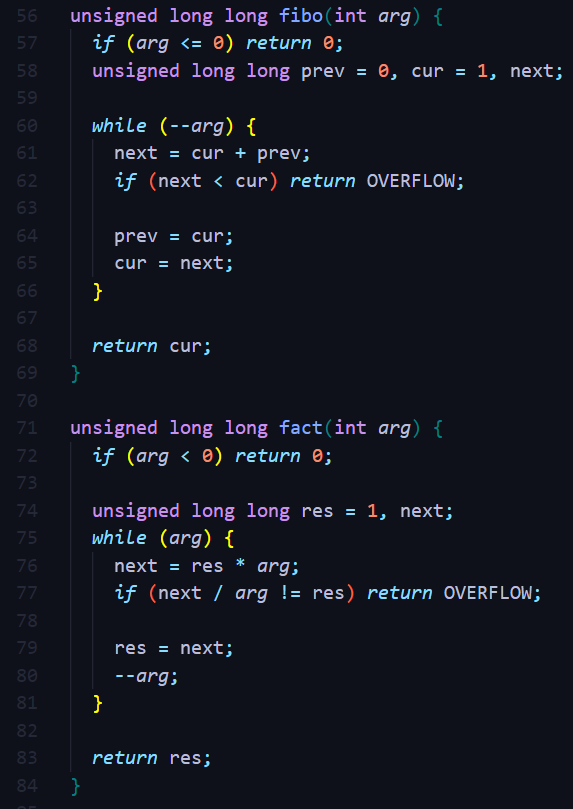 56 unsigned long long fibo(int arg) {
57   if (arg <= 0) return 0;
58   unsigned long long prev = 0, cur = 1, next;
59
60   while (--arg) {
61     next = cur + prev;
62     if (next < cur) return OVERFLOW;
63
64     prev = cur;
65     cur = next;
66   }
67
68   return cur;
69 }
70
71 unsigned long long fact(int arg) {
72   if (arg < 0) return 0;
73
74   unsigned long long res = 1, next;
75   while (arg) {
76     next = res * arg;
77     if (next / arg != res) return OVERFLOW;
78
79     res = next;
80     --arg;
81   }
82
83   return res;
84 }